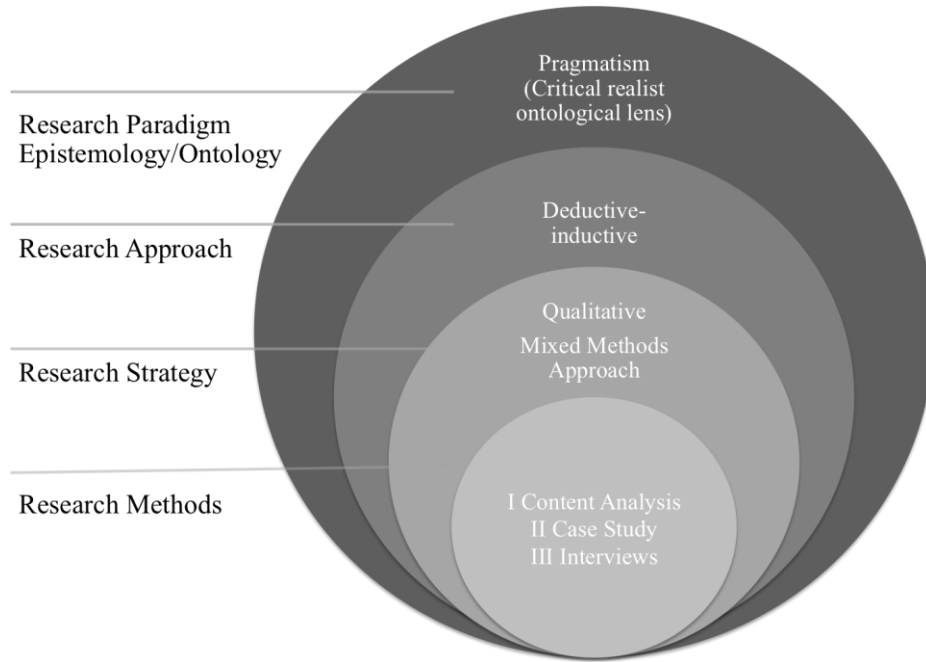 Pragmatism
(Critical realist
ontological lens)
Research Paradigm
Epistemology/Ontology
Deductive-
inductive
Research Approach
Qualitative
Mixed Methods
Approach
Research Strategy
I Content Analysis
II Case Study
III Interviews
Research Methods